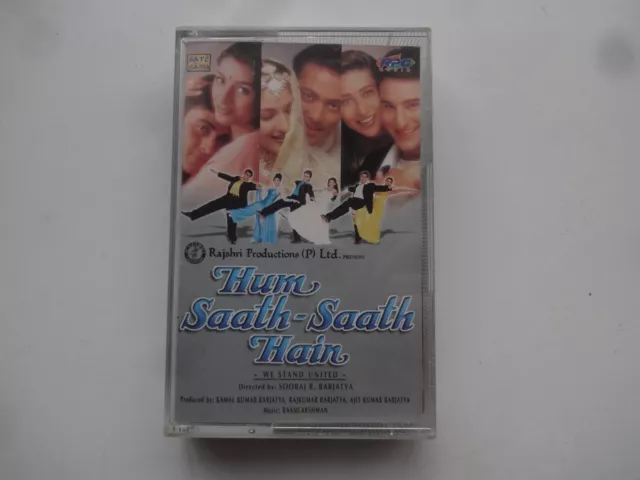 Rajshri Productions (P) Ltd. PRESENTS
Hum
Saath-Saath
Hain
- WE STAND UNITED -
Directed by: SOORAJ R. BARJATYA
Produced by: KAMAL KUMAR BARJATYA, RAJKUMAR BARJATYA, AJIT KUMAR BARJATYA
Music: RAAMLAXMAN